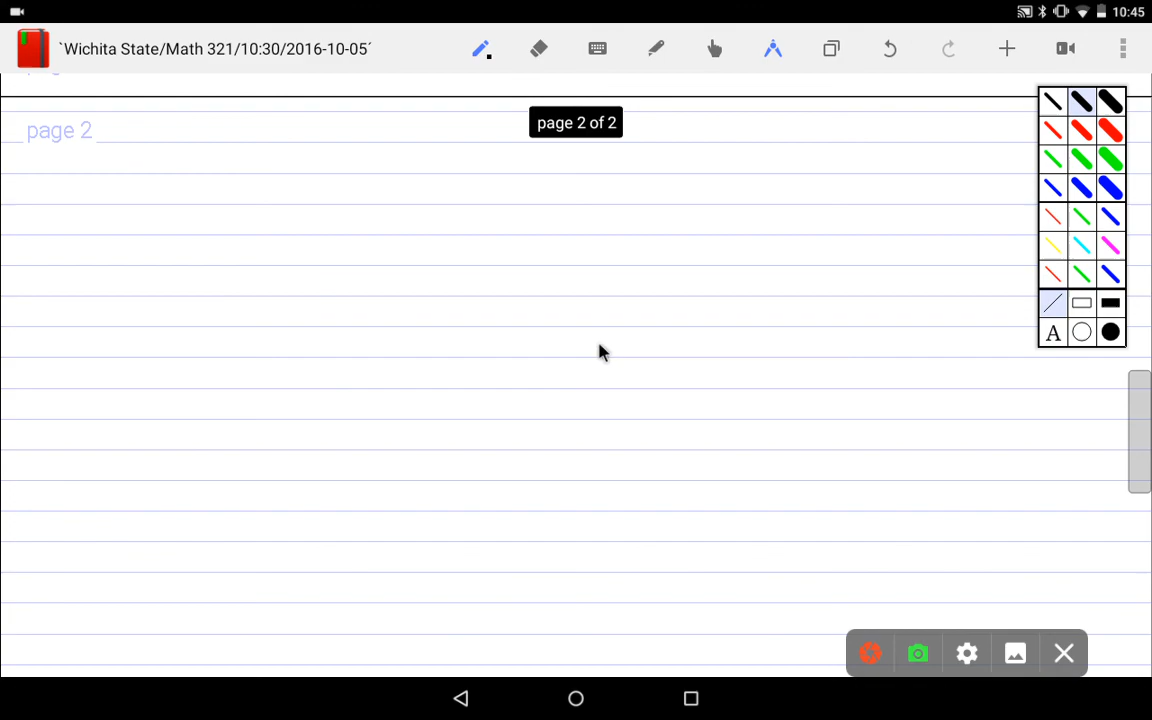 10:45
`Wichita State/Math 321/10:30/2016-10-05´
page 2
page 2 of 2
A